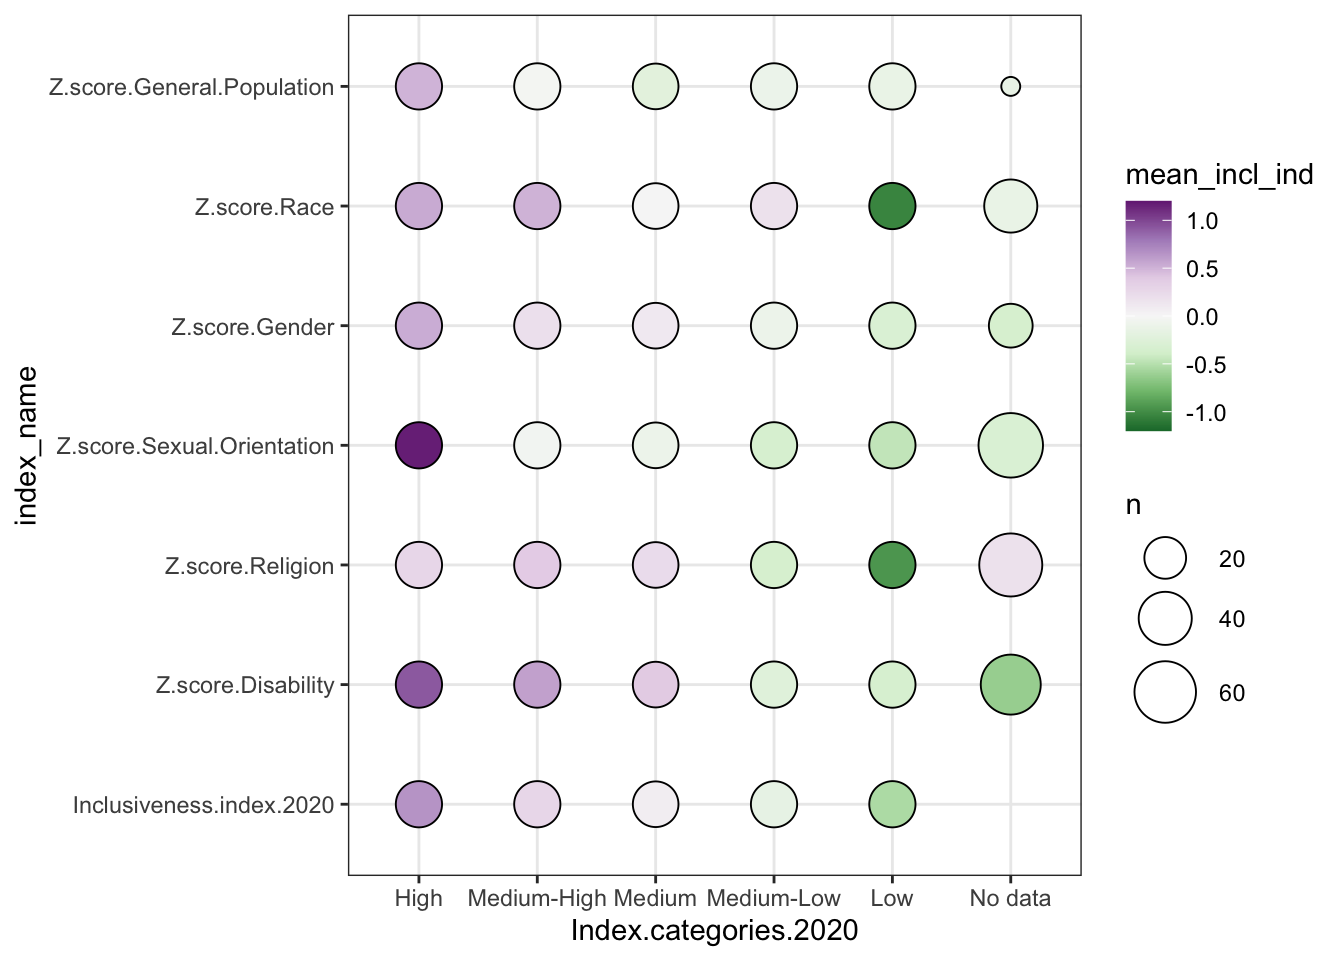 Z.score.General.Population
Z.score.Race
Z.score.Gender
Z.score.Sexual.Orientation
Z.score.Religion
Z.score.Disability
Inclusiveness.index.2020
index_name
High Medium-High Medium Medium-Low Low No data
Index.categories.2020
mean_incl_ind
1.0
0.5
0.0
-0.5
-1.0
n
20
40
60